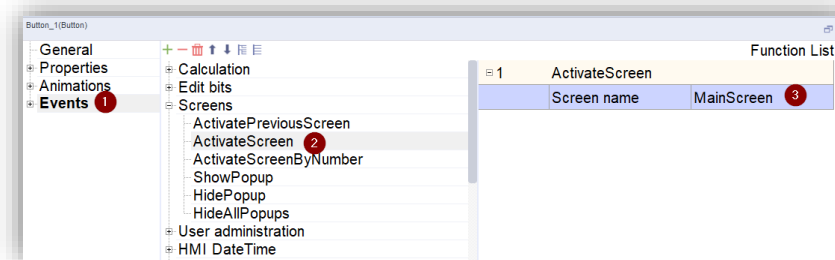 Button_1(Button)
General
Properties
Animations
Events 1
Function List
Calculation
Edit bits
Screens
ActivatePreviousScreen
ActivateScreen 2
ActivateScreenByNumber
ShowPopup
HidePopup
HideAllPopups
User administration
HMI DateTime
1 ActivateScreen
Screen name MainScreen 3